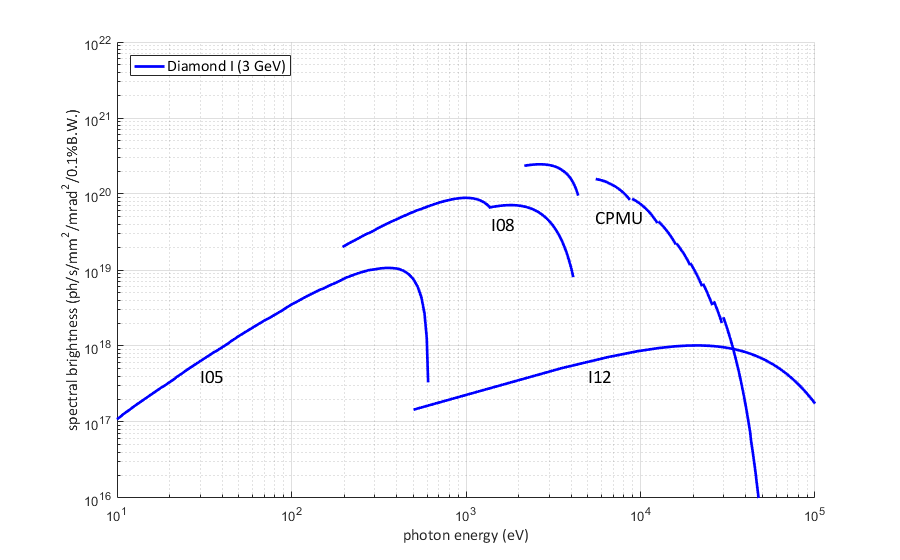 10^22
Diamond I (3 GeV)
10^21
10^20
10^19
10^18
10^17
10^16
spectral brightness (ph/s/mm^2/mrad^2/0.1%B.W.)
CPMU
I08
I05
I12
10^1
10^2
10^3
10^4
10^5
photon energy (eV)